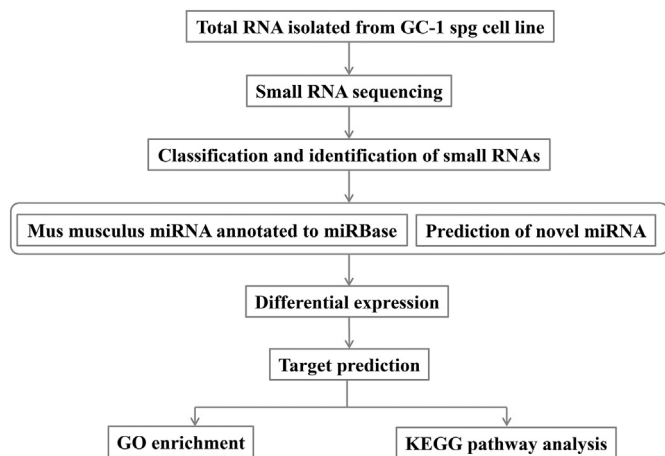 Total RNA isolated from GC-1 spg cell line
Small RNA sequencing
Classification and identification of small RNAs
Mus musculus miRNA annotated to miRBase
Prediction of novel miRNA
Differential expression
Target prediction
GO enrichment
KEGG pathway analysis